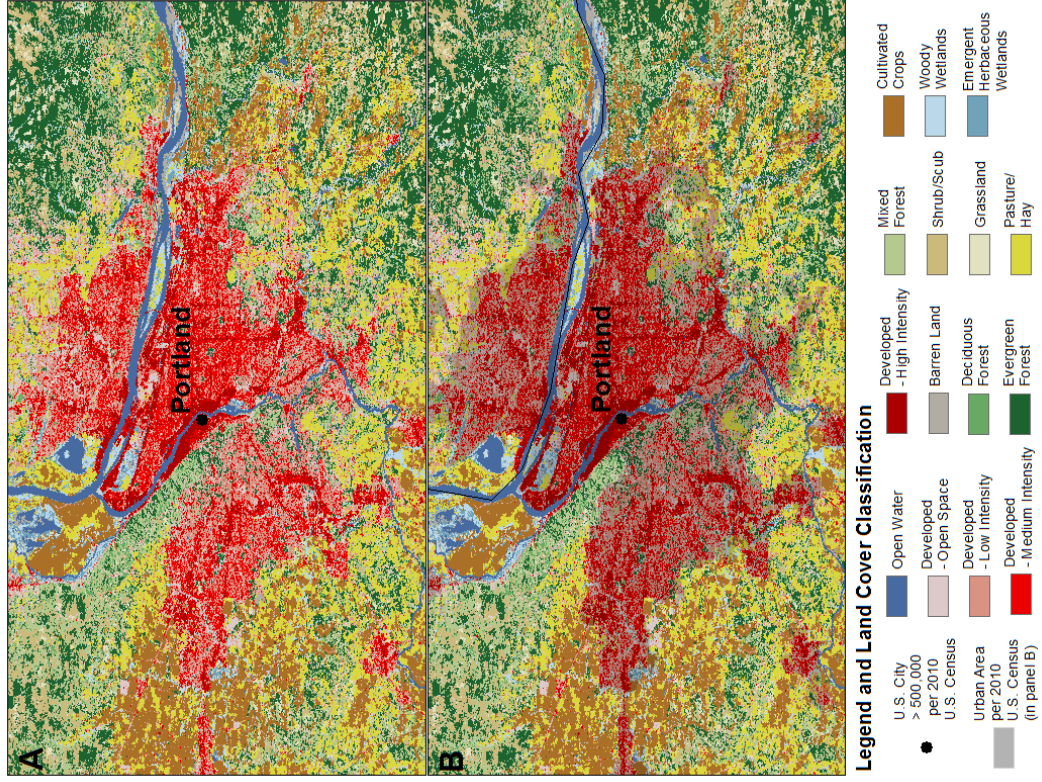 A
Portland
B
Portland
Legend and Land Cover Classification
U.S. City
> 500,000
per 2010
U.S. Census
Urban Area
per 2010
U.S. Census
(in panel B)
Open Water
Developed
- Open Space
Developed
- Low Intensity
Developed
- Medium Intensity
Developed
- High Intensity
Barren Land
Deciduous
Forest
Evergreen
Forest
Mixed
Forest
Shrub/Scub
Grassland
Pasture/
Hay
Cultivated
Crops
Woody
Wetlands
Emergent
Herbaceous
Wetlands